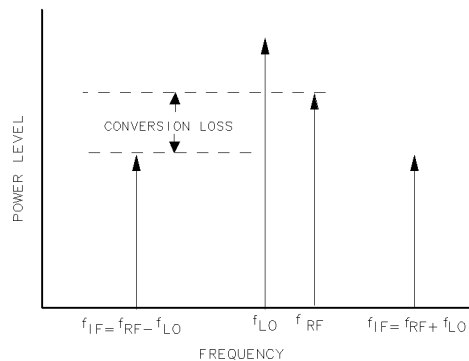 CONVERSION LOSS
POWER LEVEL
fIF= fRF- fLO
fLO
fRF
fIF= fRF+ fLO
FREQUENCY